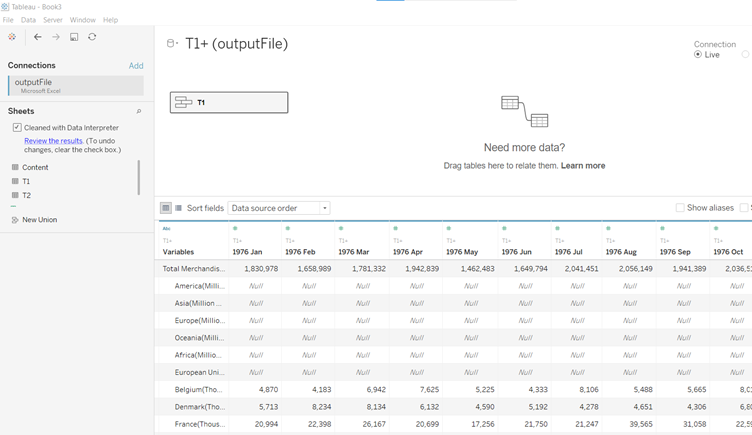 Tableau - Book3
File Data Server Window Help
Connections Add
outputFile
Microsoft Excel
Sheets
Cleaned with Data Interpreter
Review the results. (To undo
changes, clear the check box.)
Content
T1
T2
New Union
T1+ (outputFile)
Connection
Live
T1
Need more data?
Drag tables here to relate them. Learn more
Sort fields Data source order Show aliases
Abc
T1+ T1+ T1+ T1+ T1+ T1+ T1+ T1+ T1+ T1+ T1+
Variables 1976 Jan 1976 Feb 1976 Mar 1976 Apr 1976 May 1976 Jun 1976 Jul 1976 Aug 1976 Sep 1976 Oct
Total Merchandis... 1,830,978 1,658,989 1,781,332 1,942,839 1,462,483 1,649,794 2,041,451 2,056,149 1,941,389 2,036,5
America(Milli... Null Null Null Null Null Null Null Null Null Null
Asia(Million ... Null Null Null Null Null Null Null Null Null Null
Europe(Millio... Null Null Null Null Null Null Null Null Null Null
Oceania(Milli... Null Null Null Null Null Null Null Null Null Null
Africa(Millio... Null Null Null Null Null Null Null Null Null Null
European Uni... Null Null Null Null Null Null Null Null Null Null
Belgium(Tho... 4,870 4,183 6,942 7,625 5,225 4,333 8,106 5,488 5,665 8,0
Denmark(Tho... 5,713 8,234 8,134 6,132 4,590 5,192 4,278 4,651 4,306 6,8
France(Thous... 20,994 22,398 26,167 20,699 17,256 21,750 21,247 39,565 31,058 22,5